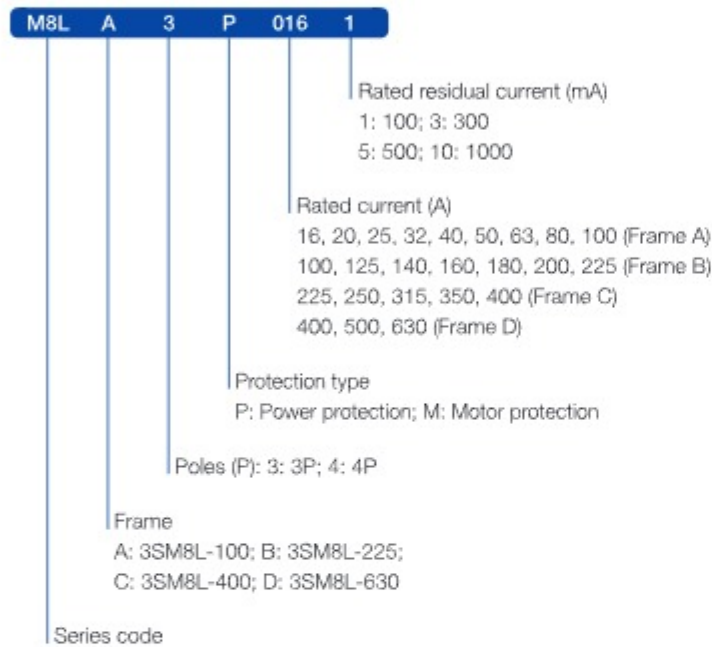 M8L A 3 P 016 1
Rated residual current (mA)
1: 100; 3: 300
5: 500; 10: 1000
Rated current (A)
16, 20, 25, 32, 40, 50, 63, 80, 100 (Frame A)
100, 125, 140, 160, 180, 200, 225 (Frame B)
225, 250, 315, 350, 400 (Frame C)
400, 500, 630 (Frame D)
Protection type
P: Power protection; M: Motor protection
Poles (P): 3: 3P; 4: 4P
Frame
A: 3SM8L-100; B: 3SM8L-225;
C: 3SM8L-400; D: 3SM8L-630
Series code